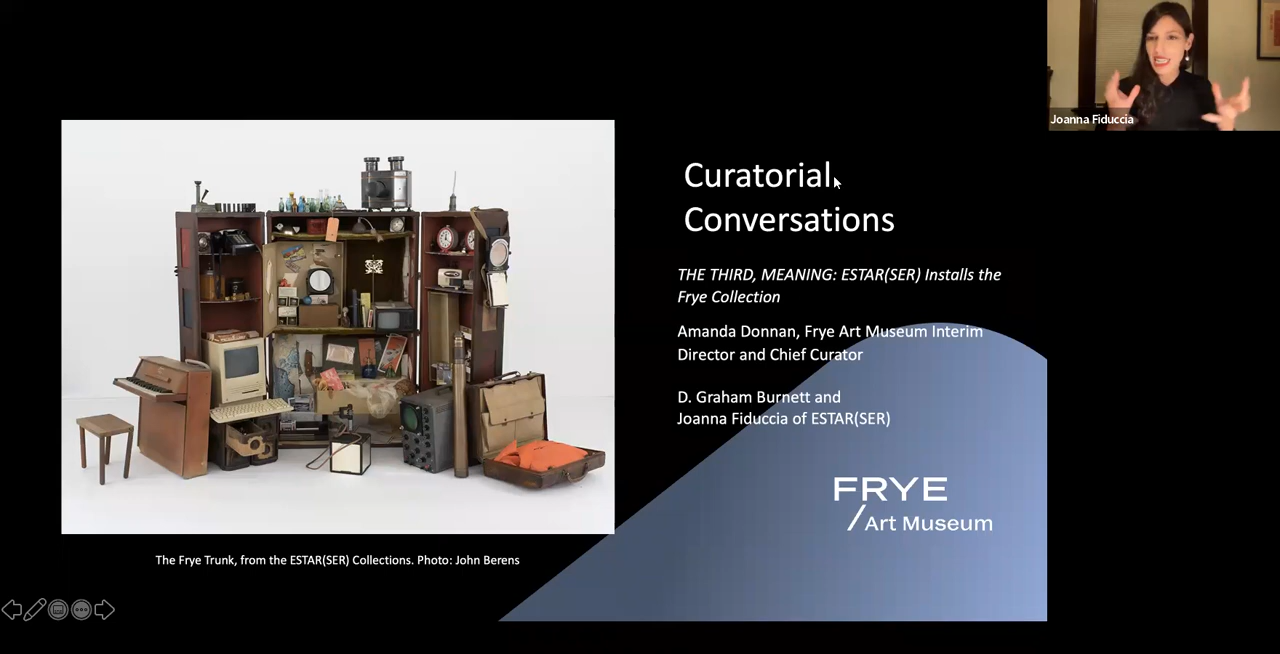 Joanna Fiduccia
Curatorial
Conversations
THE THIRD, MEANING: ESTAR(SER) Installs the
Frye Collection
Amanda Donnan, Frye Art Museum Interim
Director and Chief Curator
D. Graham Burnett and
Joanna Fiduccia of ESTAR(SER)
FRYE
/Art Museum
The Frye Trunk, from the ESTAR(SER) Collections. Photo: John Berens